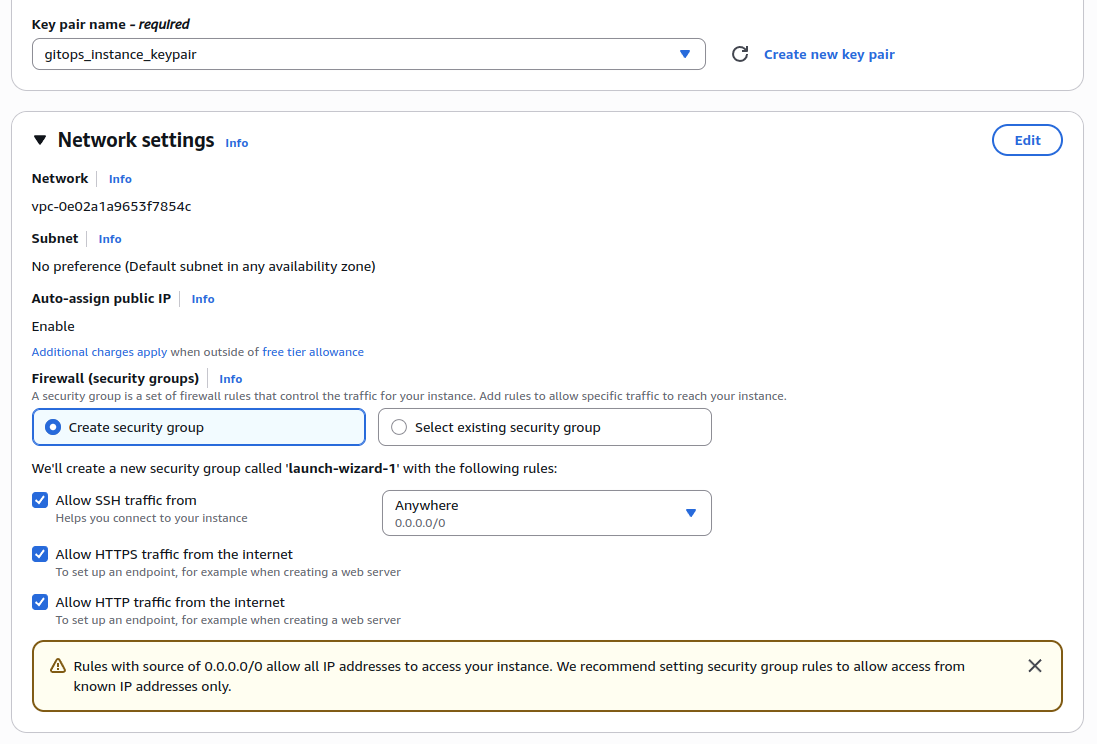 Key pair name - required
gitops_instance_keypair
Create new key pair
Network settings Info
Edit
Network Info
vpc-0e02a1a9653f7854c
Subnet Info
No preference (Default subnet in any availability zone)
Auto-assign public IP Info
Enable
Additional charges apply when outside of free tier allowance
Firewall (security groups) Info
A security group is a set of firewall rules that control the traffic for your instance. Add rules to allow specific traffic to reach your instance.
Create security group
Select existing security group
We'll create a new security group called 'launch-wizard-1' with the following rules:
Allow SSH traffic from
Helps you connect to your instance
Anywhere
0.0.0.0/0
Allow HTTPS traffic from the internet
To set up an endpoint, for example when creating a web server
Allow HTTP traffic from the internet
To set up an endpoint, for example when creating a web server
Rules with source of 0.0.0.0/0 allow all IP addresses to access your instance. We recommend setting security group rules to allow access from
known IP addresses only.